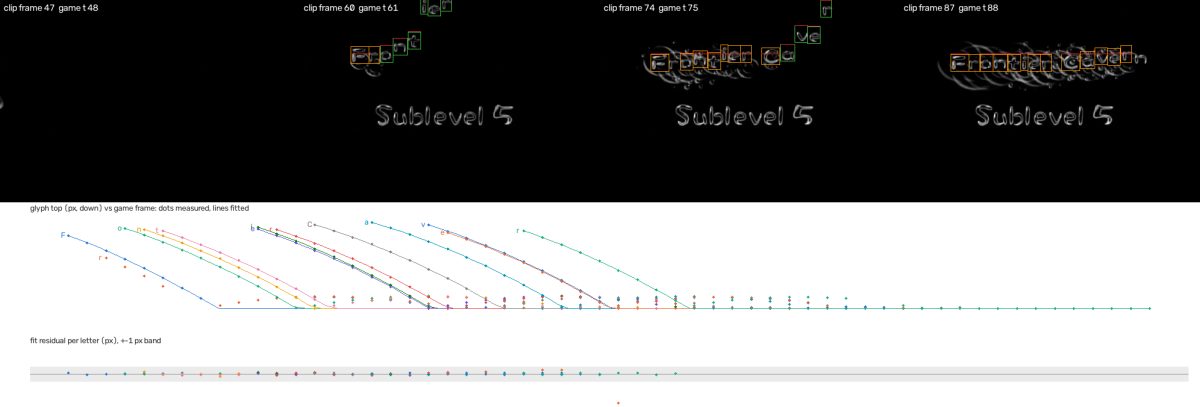 clip frame 47 game t 48
clip frame 60 game t 61
clip frame 74 game t 75
clip frame 87 game t 88
i e r
F r o n t
Sublevel 5
r
v e
F r o n t i e r C a
Sublevel 5
F r o n t i e r C a v e r n
Sublevel 5
glyph top (px, down) vs game frame: dots measured, lines fitted
F r o n t r C a v e r
fit residual per letter (px), +-1 px band